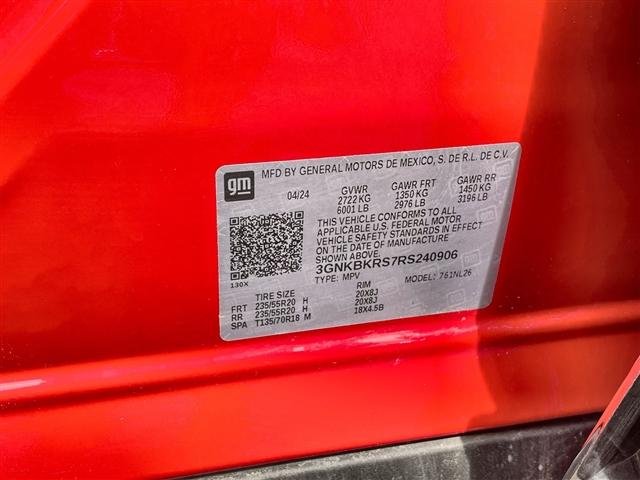 gm
MFD BY GENERAL MOTORS DE MEXICO, S. DE R.L. DE C.V.
04/24 GVWR GAWR FRT GAWR RR
2722 KG 1350 KG 1450 KG
6001 LB 2976 LB 3196 LB
THIS VEHICLE CONFORMS TO ALL
APPLICABLE U.S. FEDERAL MOTOR
VEHICLE SAFETY STANDARDS IN EFFECT
ON THE DATE OF MANUFACTURE
SHOWN ABOVE.
3GNKBKRS7RS240906
130X TYPE: MPV MODEL: 761NL26
TIRE SIZE RIM
FRT 235/55R20 H 20X8J
RR 235/55R20 H 20X8J
SPA T135/70R18 M 18X4.5B